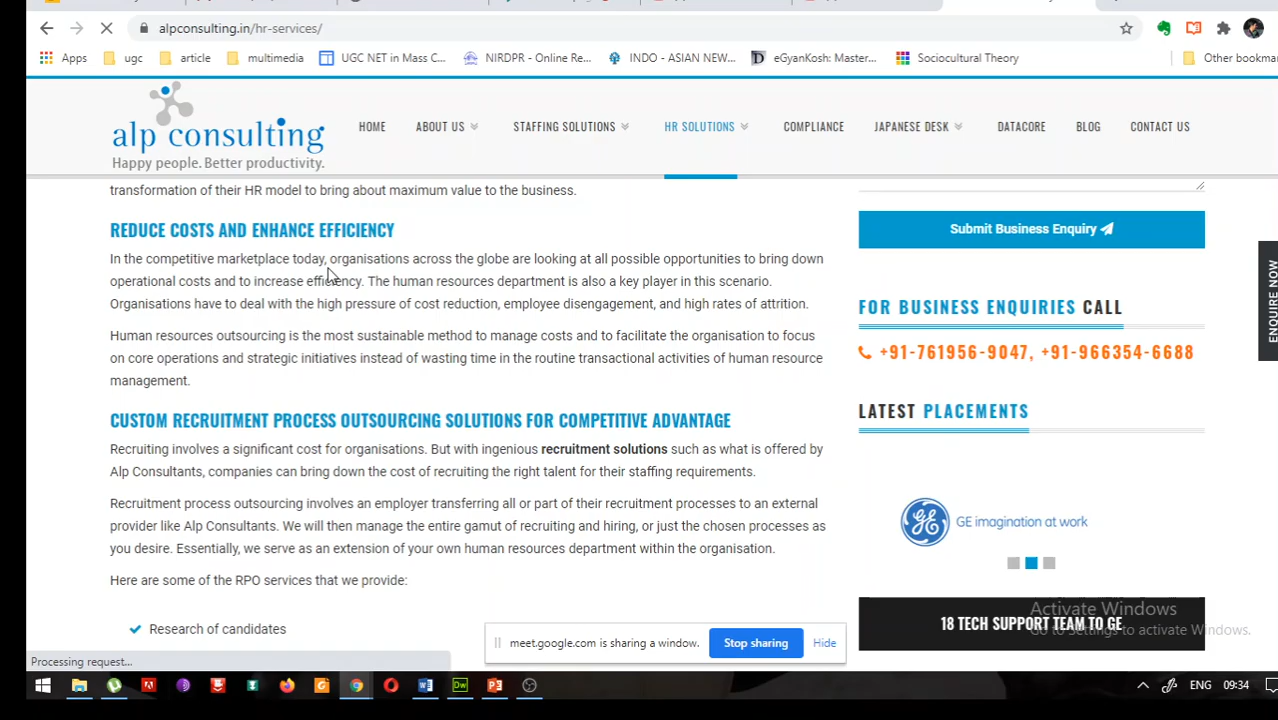 alpconsulting.in/hr-services/
Apps ugc article multimedia UGC NET in Mass C... NIRDPR - Online Re... INDO - ASIAN NEW... eGyanKosh: Master... Sociocultural Theory Other bookma
alp consulting
Happy people. Better productivity.
HOME ABOUT US STAFFING SOLUTIONS HR SOLUTIONS COMPLIANCE JAPANESE DESK DATACORE BLOG CONTACT US
transformation of their HR model to bring about maximum value to the business.
REDUCE COSTS AND ENHANCE EFFICIENCY
In the competitive marketplace today, organisations across the globe are looking at all possible opportunities to bring down
operational costs and to increase efficiency. The human resources department is also a key player in this scenario.
Organisations have to deal with the high pressure of cost reduction, employee disengagement, and high rates of attrition.
Human resources outsourcing is the most sustainable method to manage costs and to facilitate the organisation to focus
on core operations and strategic initiatives instead of wasting time in the routine transactional activities of human resource
management.
CUSTOM RECRUITMENT PROCESS OUTSOURCING SOLUTIONS FOR COMPETITIVE ADVANTAGE
Recruiting involves a significant cost for organisations. But with ingenious recruitment solutions such as what is offered by
Alp Consultants, companies can bring down the cost of recruiting the right talent for their staffing requirements.
Recruitment process outsourcing involves an employer transferring all or part of their recruitment processes to an external
provider like Alp Consultants. We will then manage the entire gamut of recruiting and hiring, or just the chosen processes as
you desire. Essentially, we serve as an extension of your own human resources department within the organisation.
Here are some of the RPO services that we provide:
Research of candidates
Submit Business Enquiry
ENQUIRE NOW
FOR BUSINESS ENQUIRIES CALL
+91-761956-9047, +91-966354-6688
LATEST PLACEMENTS
GE imagination at work
18 TECH SUPPORT TEAM TO GE
Activate Windows
Go to Settings to activate Windows.
meet.google.com is sharing a window. Stop sharing Hide
Processing request...
ENG 09:34